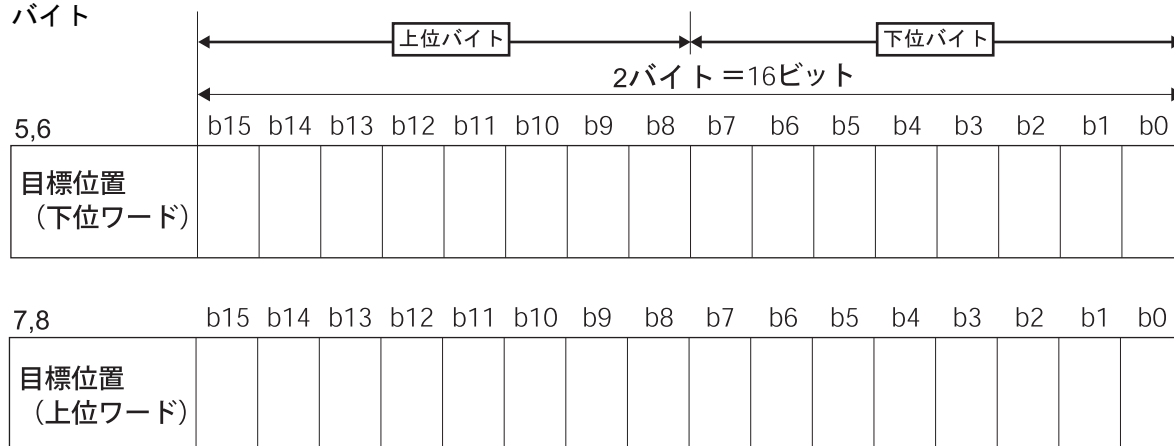 バイト
上位バイト 下位バイト
2バイト＝16ビット
5,6 b15 b14 b13 b12 b11 b10 b9 b8 b7 b6 b5 b4 b3 b2 b1 b0
目標位置
（下位ワード）
7,8 b15 b14 b13 b12 b11 b10 b9 b8 b7 b6 b5 b4 b3 b2 b1 b0
目標位置
（上位ワード）